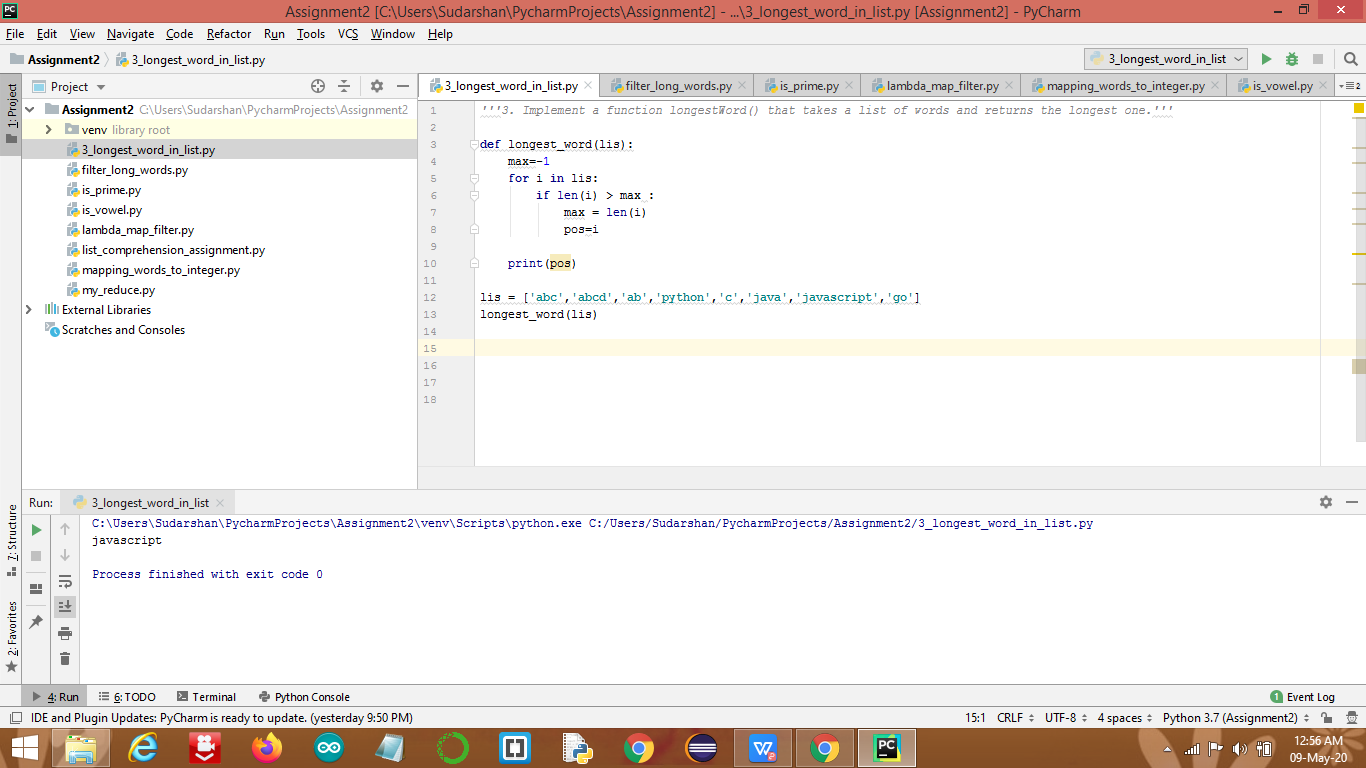 Assignment2 [C:\Users\Sudarshan\PycharmProjects\Assignment2] - ...\3_longest_word_in_list.py [Assignment2] - PyCharm
File Edit View Navigate Code Refactor Run Tools VCS Window Help
Assignment2 3_longest_word_in_list.py
3_longest_word_in_list
1: Project
Project
3_longest_word_in_list.py filter_long_words.py is_prime.py lambda_map_filter.py mapping_words_to_integer.py is_vowel.py 2
Assignment2 C:\Users\Sudarshan\PycharmProjects\Assignment2
venv library root
3_longest_word_in_list.py
filter_long_words.py
is_prime.py
is_vowel.py
lambda_map_filter.py
list_comprehension_assignment.py
mapping_words_to_integer.py
my_reduce.py
External Libraries
Scratches and Consoles
1 '''3. Implement a function longestWord() that takes a list of words and returns the longest one.'''
2
3 def longest_word(lis):
4 max=-1
5 for i in lis:
6 if len(i) > max :
7 max = len(i)
8 pos=i
9
10 print(pos)
11
12 lis = ['abc','abcd','ab','python','c','java','javascript','go']
13 longest_word(lis)
14
15
16
17
18
Run: 3_longest_word_in_list
C:\Users\Sudarshan\PycharmProjects\Assignment2\venv\Scripts\python.exe C:/Users/Sudarshan/PycharmProjects/Assignment2/3_longest_word_in_list.py
javascript
Process finished with exit code 0
7: Structure
2: Favorites
4: Run 6: TODO Terminal Python Console
1 Event Log
IDE and Plugin Updates: PyCharm is ready to update. (yesterday 9:50 PM)
15:1 CRLF UTF-8 4 spaces Python 3.7 (Assignment2)
12:56 AM
09-May-20